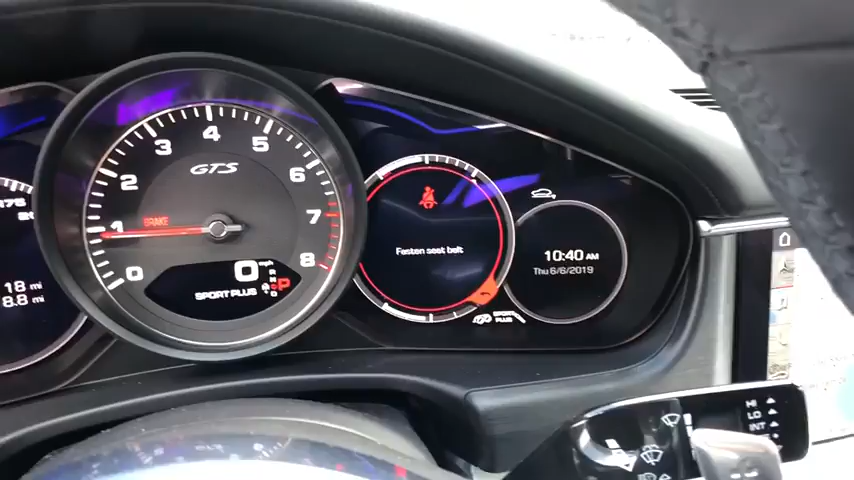 18 mi
8.8 mi
0
1
2
3
4
5
6
7
8
GTS
BRAKE
0 mph
SPORT PLUS
R
N
D
P
Fasten seat belt
SPORT
PLUS
10:40 AM
Thu 6/6/2019
HI
LO
INT